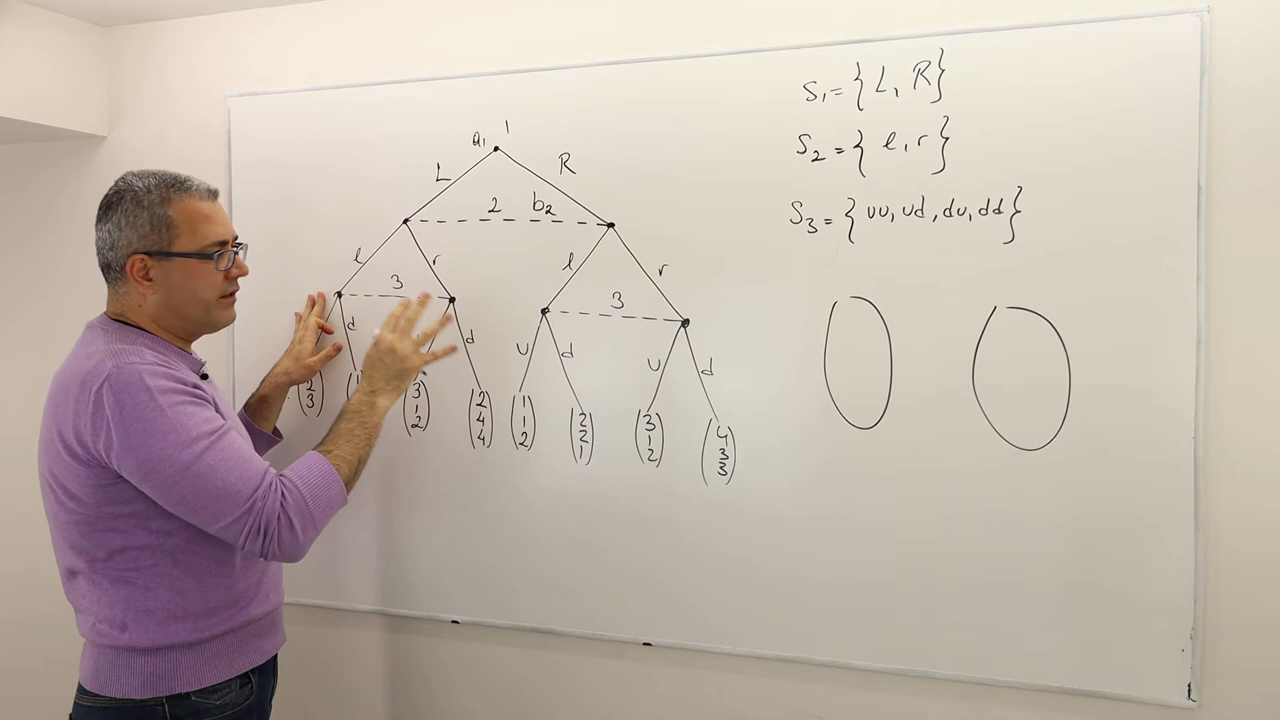 a₁ 1
L R
2 b₂
l r l r
3 3
d d u d u d
(2 3) (3 1 2) (2 4 4) (1 1 2) (2 2 1) (3 1 2) (4 3 3)
S₁ = { L, R }
S₂ = { l, r }
S₃ = { uu, ud, du, dd }